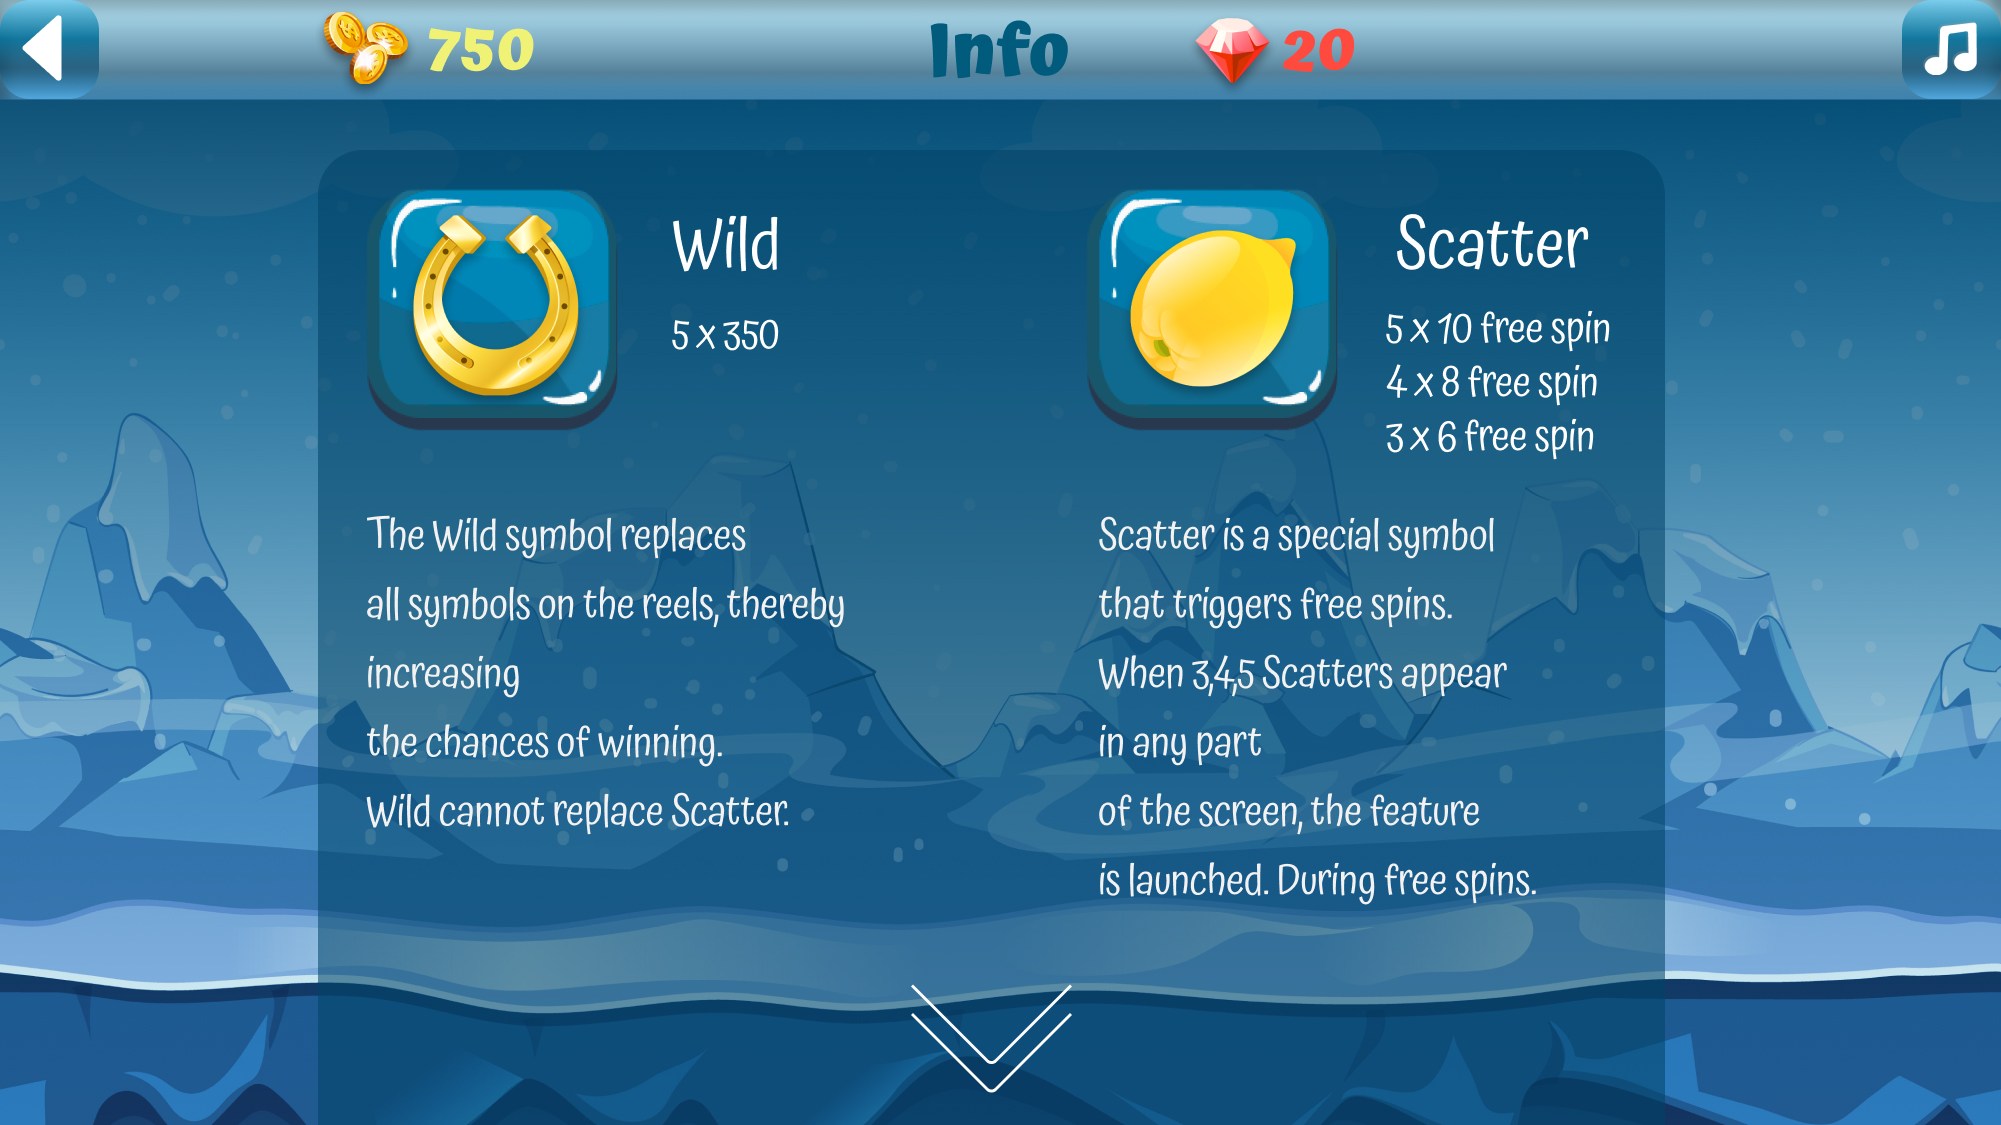 750
Info
20
Wild
5 x 350
Scatter
5 x 10 free spin
4 x 8 free spin
3 x 6 free spin
The Wild symbol replaces
all symbols on the reels, thereby
increasing
the chances of winning.
Wild cannot replace Scatter.
Scatter is a special symbol
that triggers free spins.
When 3,4,5 Scatters appear
in any part
of the screen, the feature
is launched. During free spins.